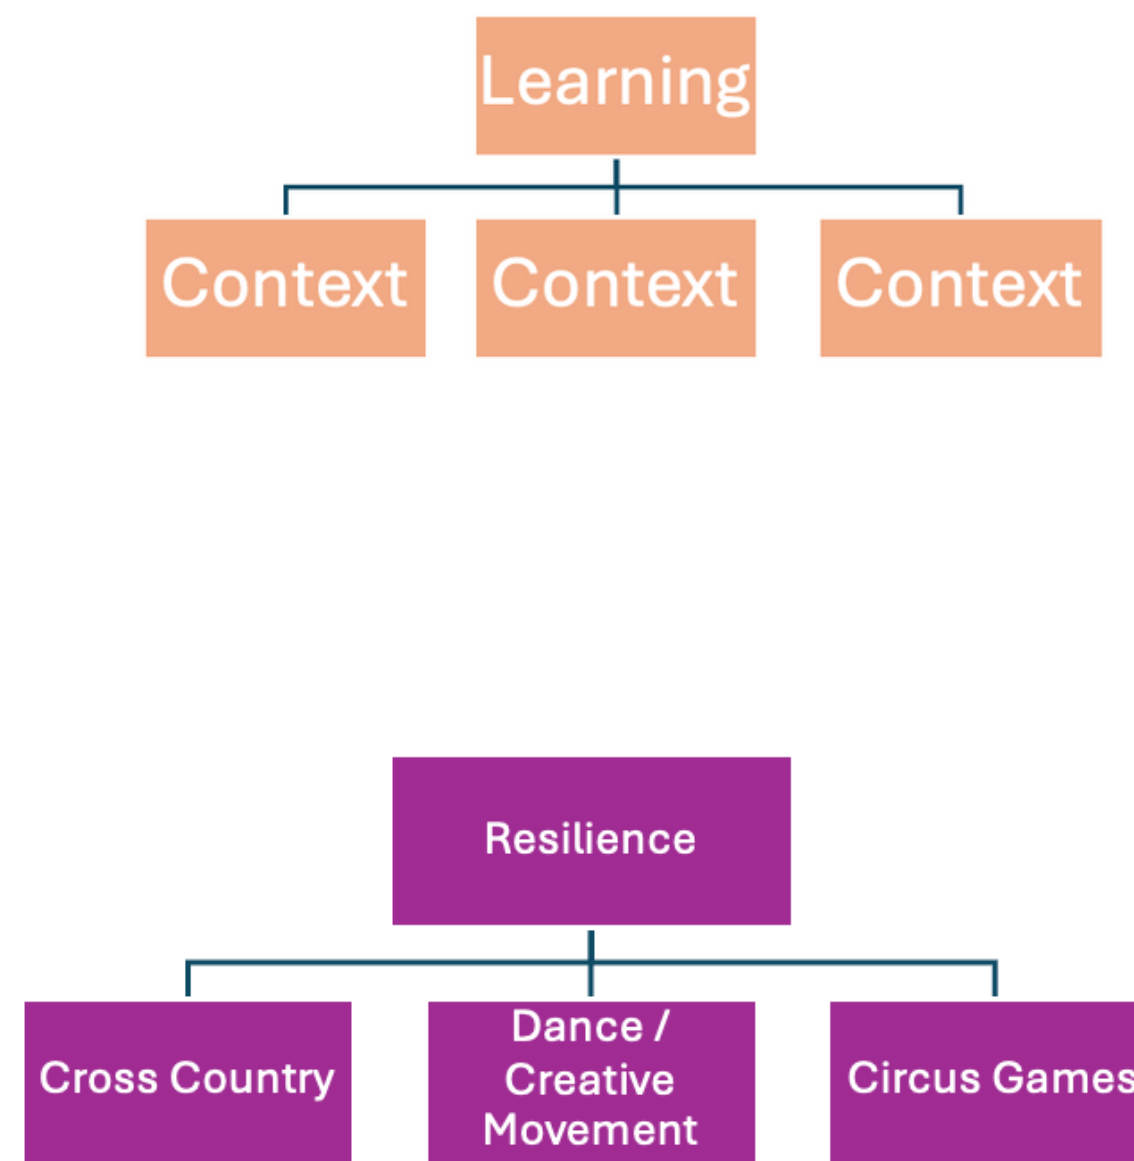 Learning
Context
Context
Context
Resilience
Cross Country
Dance /
Creative
Movement
Circus Games